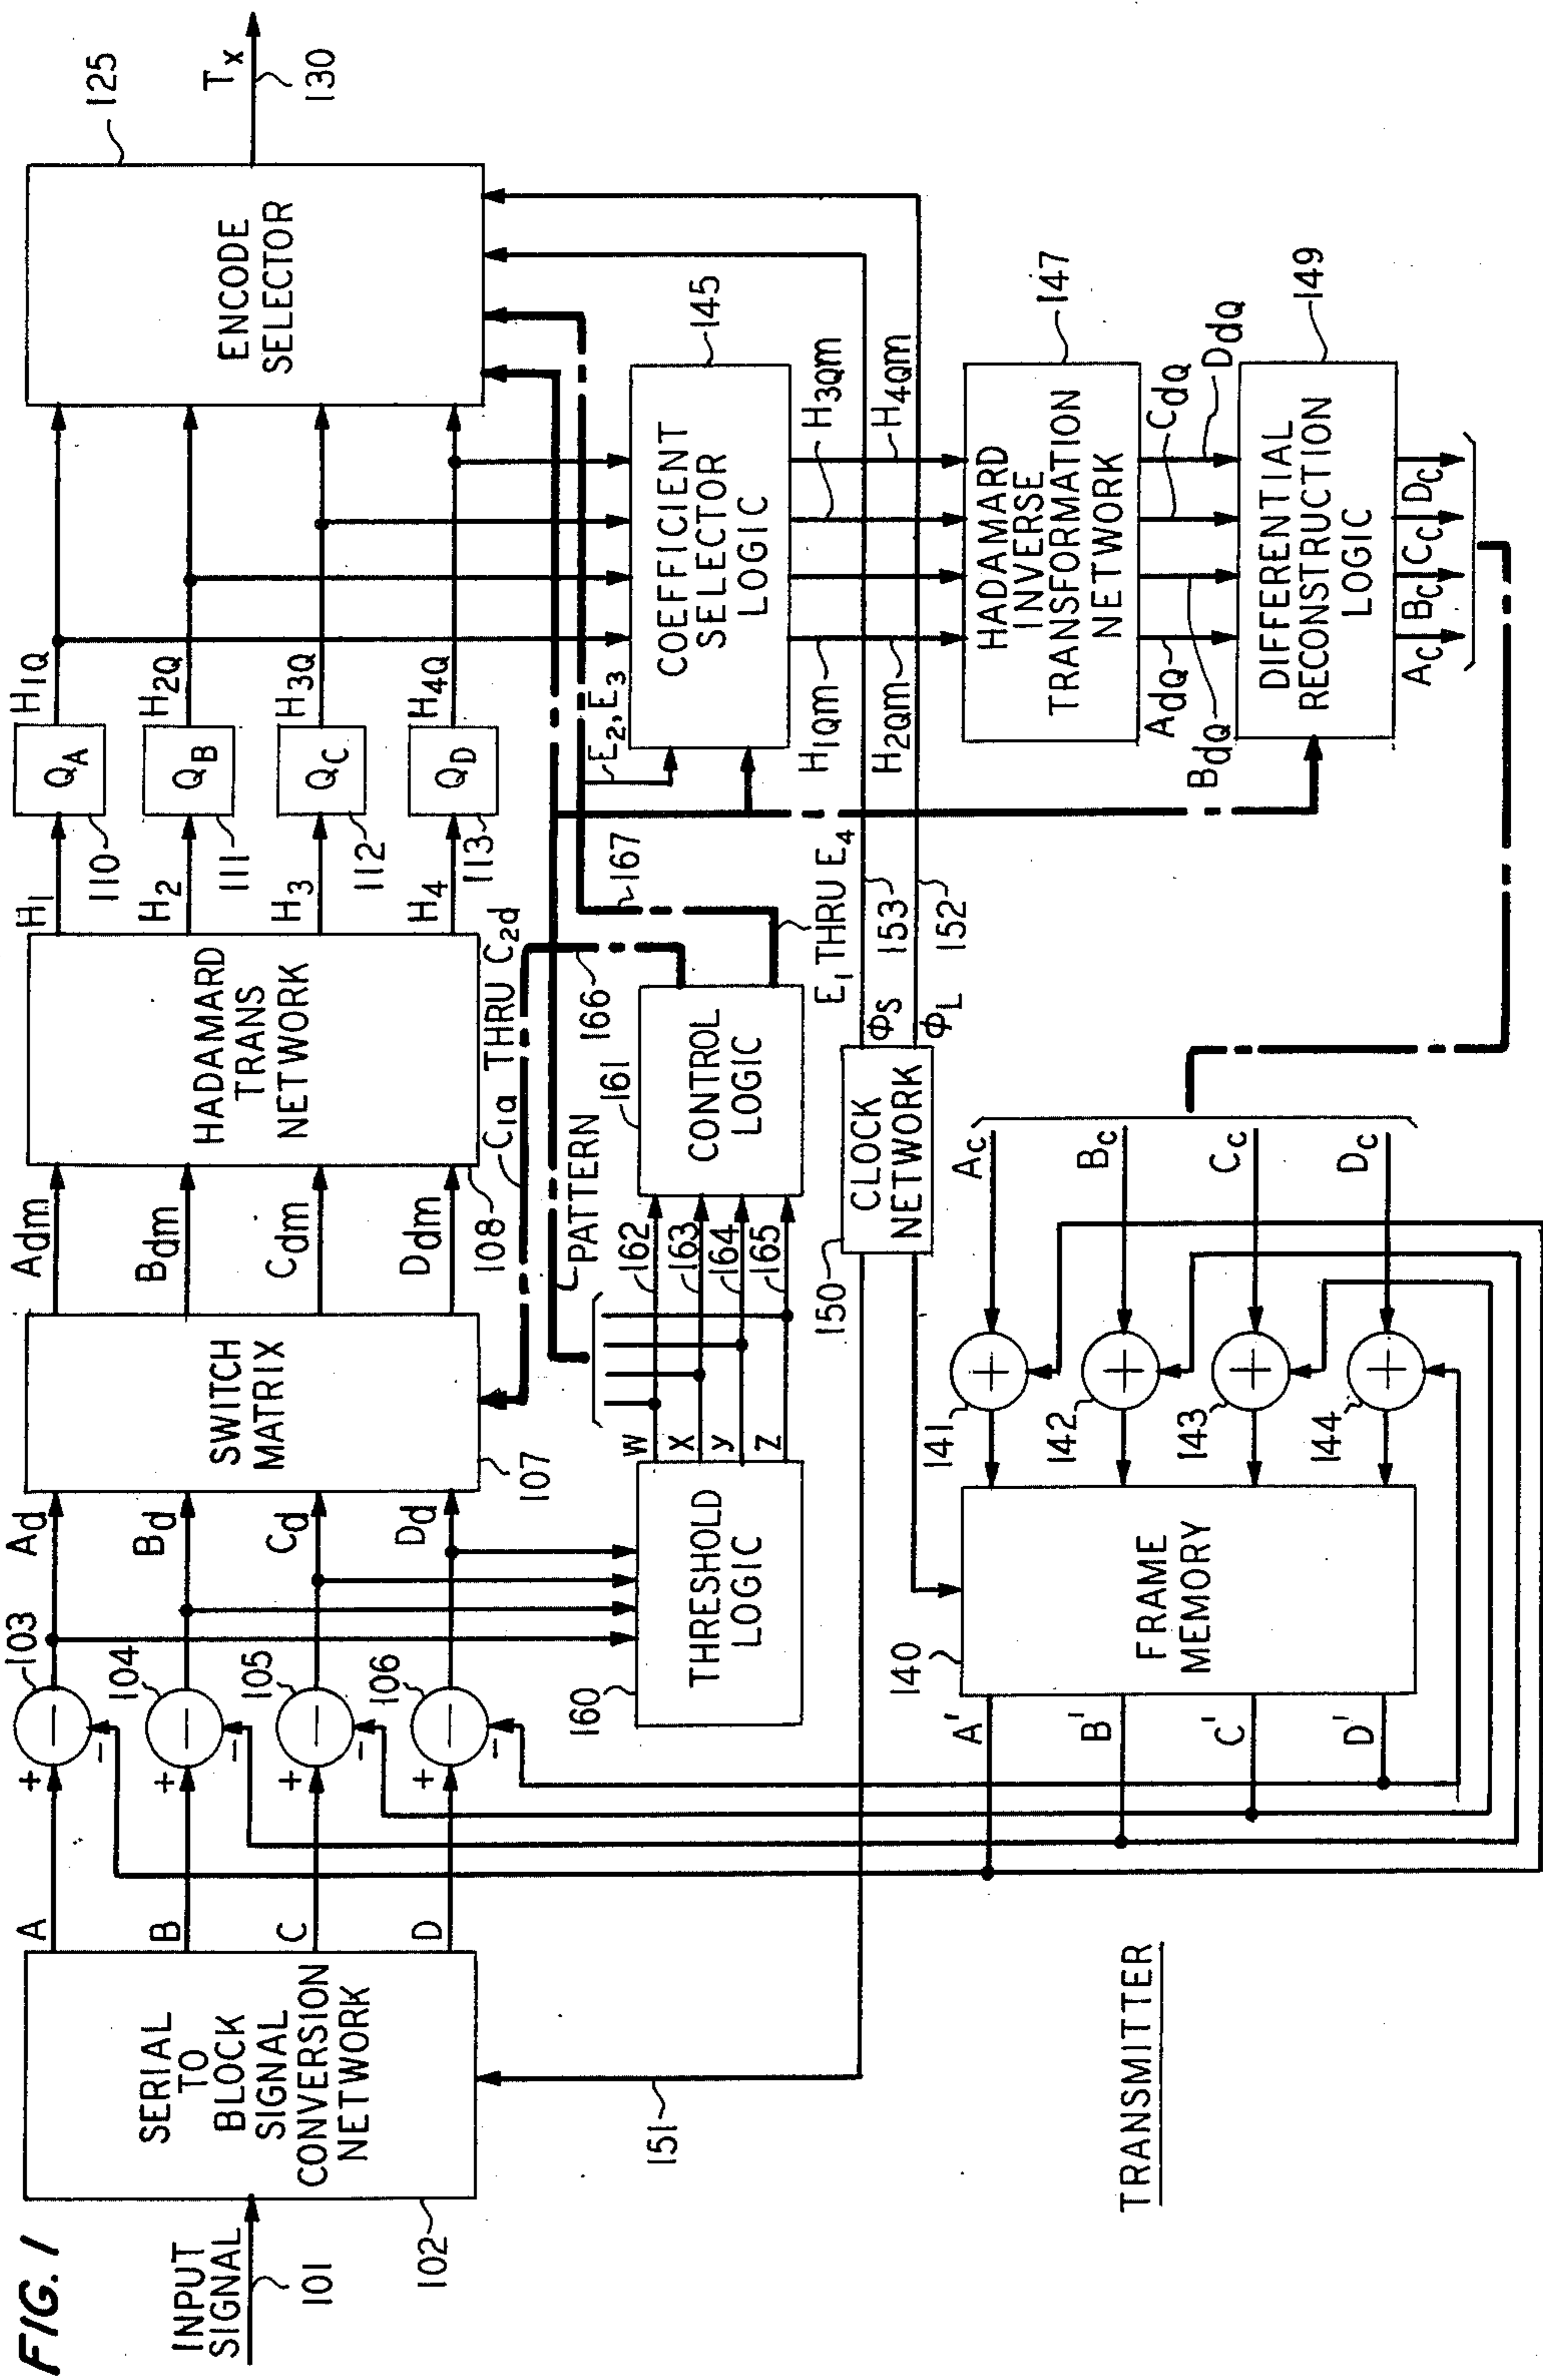 FIG. 1
INPUT
SIGNAL
101
SERIAL
TO
BLOCK
SIGNAL
CONVERSION
NETWORK
102
A
B
C
D
+
+
+
+
−
−
−
−
103
104
105
106
Ad
Bd
Cd
Dd
SWITCH
MATRIX
107
Adm
Bdm
Cdm
Ddm
HADAMARD
TRANS
NETWORK
108
H1
H2
H3
H4
QA
QB
QC
QD
110
111
112
113
H1Q
H2Q
H3Q
H4Q
ENCODE
SELECTOR
125
Tx
130
THRESHOLD
LOGIC
160
W
X
y
Z
PATTERN
162
163
164
165
CONTROL
LOGIC
161
C1a THRU C2d
166
167
E1 THRU E4
E2, E3
COEFFICIENT
SELECTOR
LOGIC
145
H1Qm
H2Qm
H3Qm
H4Qm
151
CLOCK
NETWORK
150
ΦS
ΦL
153
152
HADAMARD
INVERSE
TRANSFORMATION
NETWORK
147
AdQ
BdQ
CdQ
DdQ
DIFFERENTIAL
RECONSTRUCTION
LOGIC
149
Ac
Bc
Cc
Dc
A'
B'
C'
D'
FRAME
MEMORY
140
+
+
+
+
141
142
143
144
Ac
Bc
Cc
Dc
TRANSMITTER